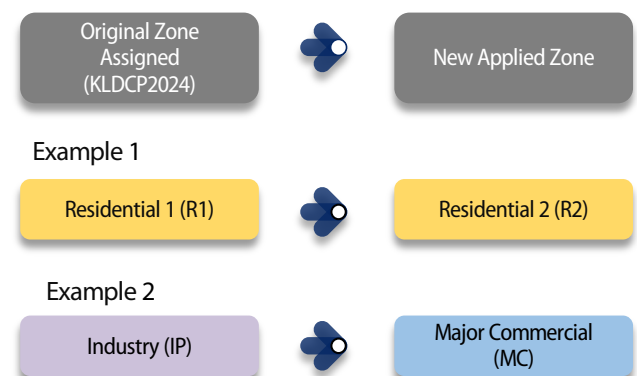 Original Zone
Assigned
(KLDCP2024)
New Applied Zone
Example 1
Residential 1 (R1)
Residential 2 (R2)
Example 2
Industry (IP)
Major Commercial
(MC)